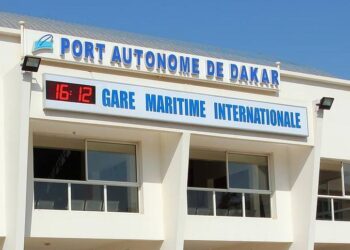 PORT AUTONOME DE DAKAR
16:12 GARE MARITIME INTERNATIONALE